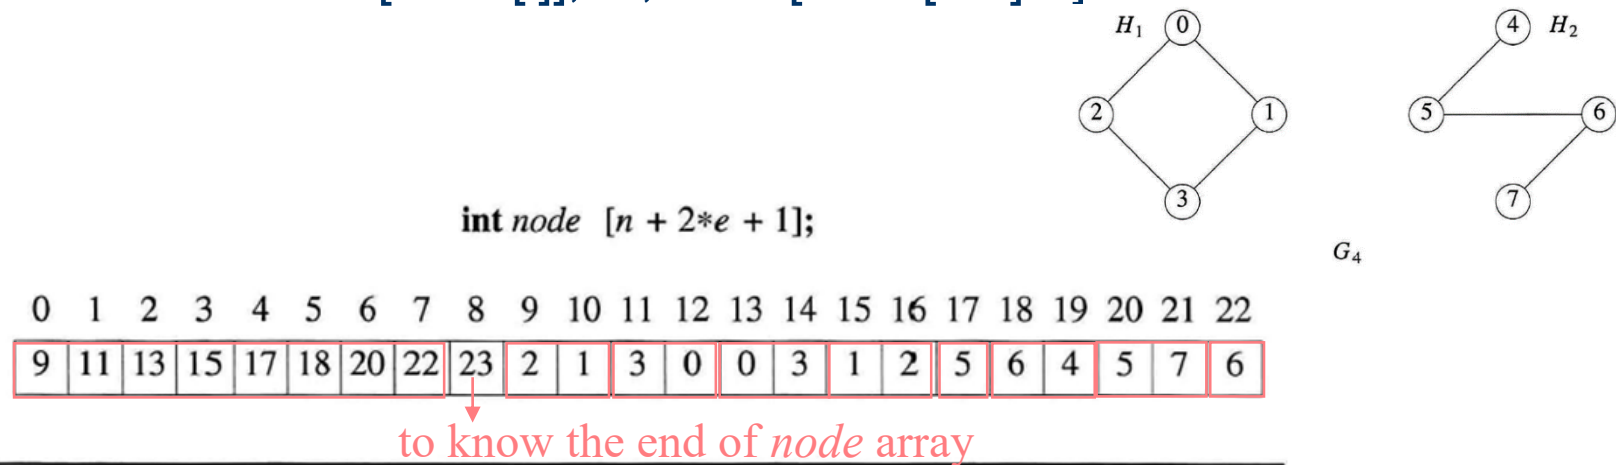 H₁ 0 4 H₂
2 1 5 6
3 7
int node [n + 2*e + 1];
G₄
0 1 2 3 4 5 6 7 8 9 10 11 12 13 14 15 16 17 18 19 20 21 22
9 11 13 15 17 18 20 22 23 2 1 3 0 0 3 1 2 5 6 4 5 7 6
to know the end of node array